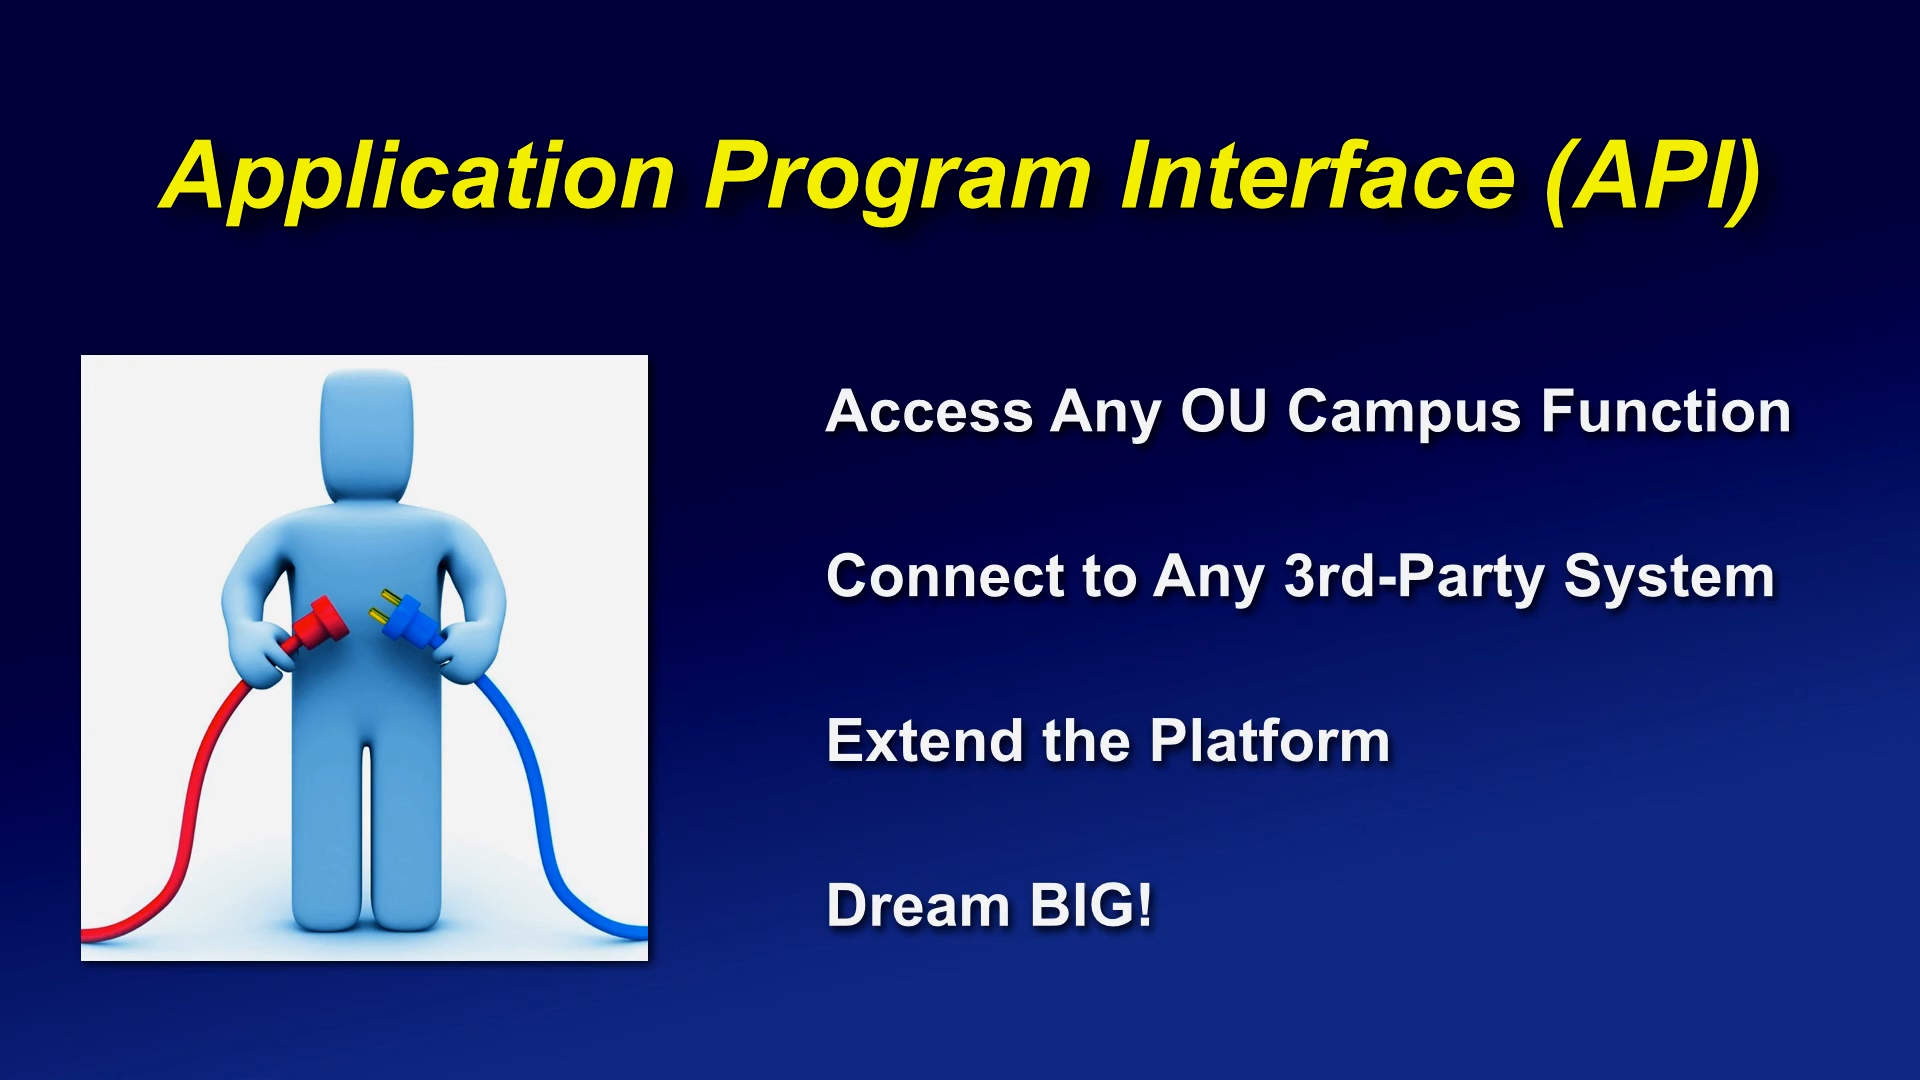 Application Program Interface (API)
Access Any OU Campus Function
Connect to Any 3rd-Party System
Extend the Platform
Dream BIG!